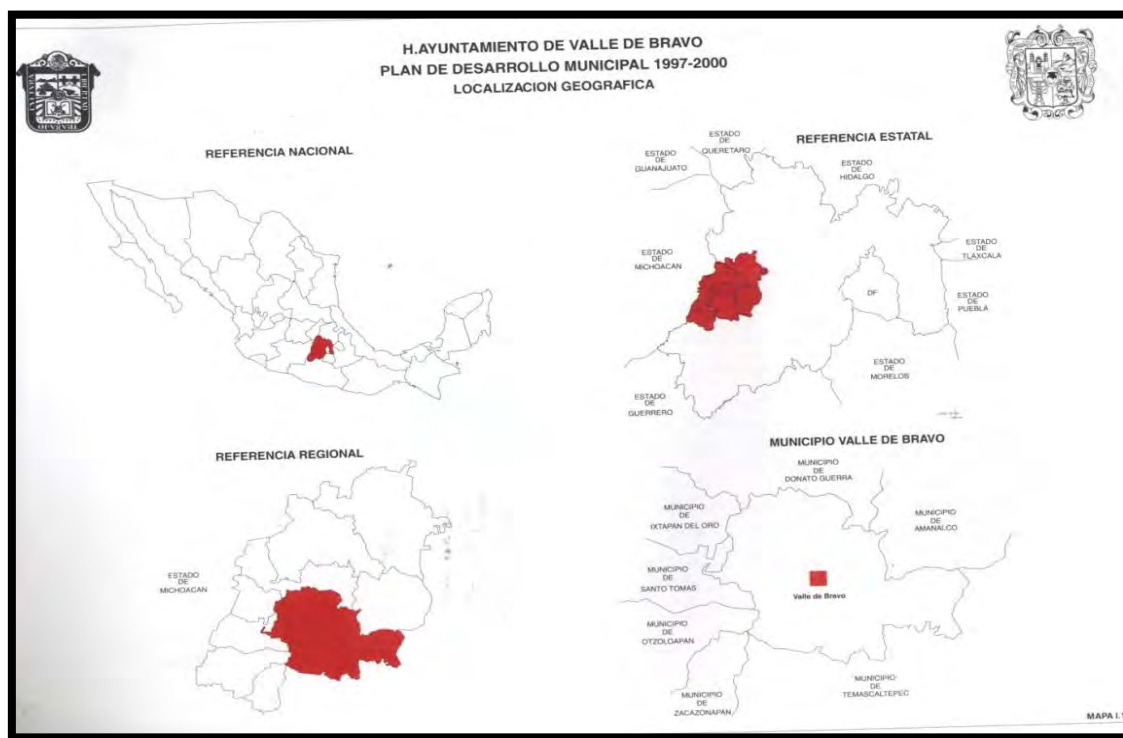 H.AYUNTAMIENTO DE VALLE DE BRAVO
PLAN DE DESARROLLO MUNICIPAL 1997-2000
LOCALIZACION GEOGRAFICA
REFERENCIA NACIONAL
REFERENCIA ESTATAL
ESTADO
DE
GUANAJUATO
ESTADO
DE
QUERETARO
ESTADO
DE
HIDALGO
ESTADO
DE
MICHOACAN
ESTADO
DE
TLAXCALA
DF
ESTADO
DE
PUEBLA
ESTADO
DE
MORELOS
ESTADO
DE
GUERRERO
REFERENCIA REGIONAL
ESTADO
DE
MICHOACAN
MUNICIPIO VALLE DE BRAVO
MUNICIPIO
DE
DONATO GUERRA
MUNICIPIO
DE
IXTAPAN DEL ORO
MUNICIPIO
DE
AMANALCO
MUNICIPIO
DE
SANTO TOMAS
Valle de Bravo
MUNICIPIO
DE
OTZOLOAPAN
MUNICIPIO
DE
TEMASCALTEPEC
MUNICIPIO
DE
ZACAZONAPAN
MAPA I.1